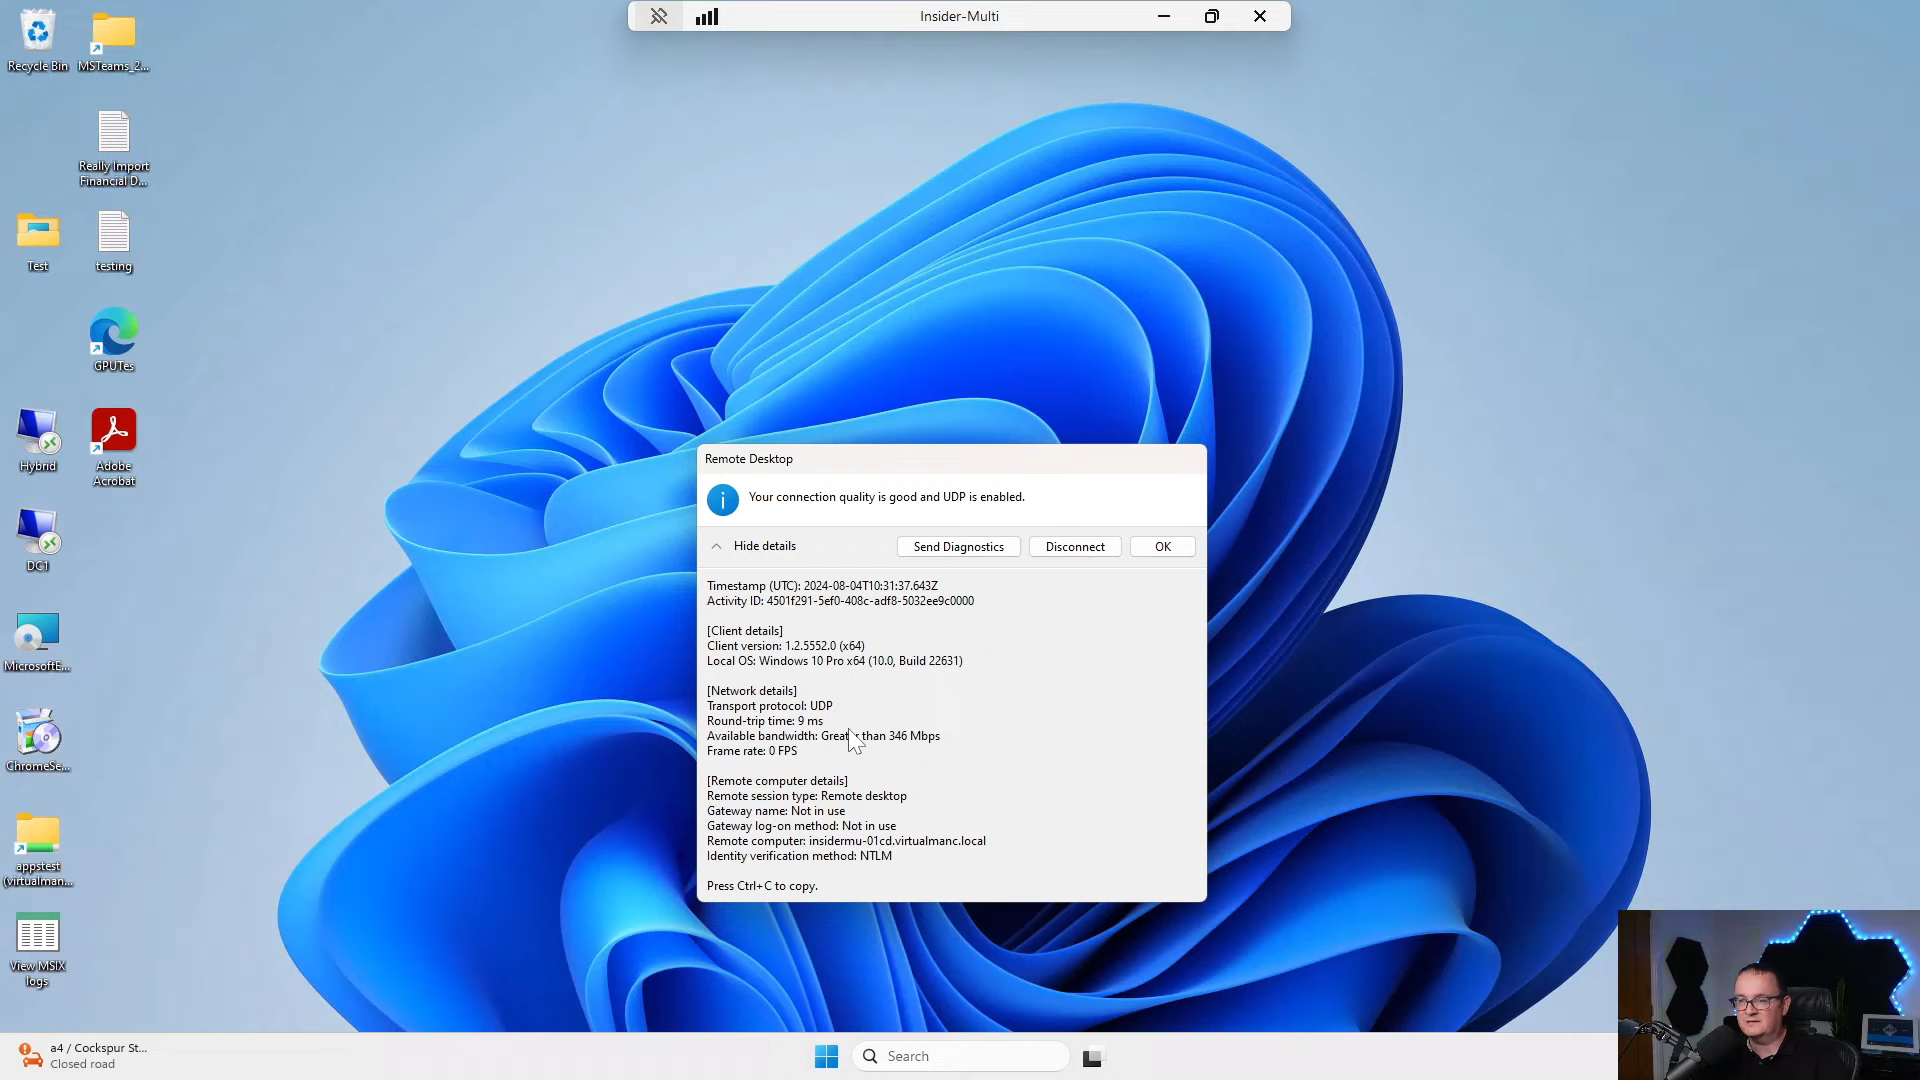 Insider-Multi
Recycle Bin
MSTeams_2...
Really Import
Financial D...
Test
testing
GPUTes
Hybrid
Adobe
Acrobat
DC1
MicrosoftE...
ChromeSe...
appstest
(virtualman...
View MSIX
logs
Remote Desktop
Your connection quality is good and UDP is enabled.
Hide details
Send Diagnostics
Disconnect
OK
Timestamp (UTC): 2024-08-04T10:31:37.643Z
Activity ID: 4501f291-5ef0-408c-adf8-5032ee9c0000
[Client details]
Client version: 1.2.5552.0 (x64)
Local OS: Windows 10 Pro x64 (10.0, Build 22631)
[Network details]
Transport protocol: UDP
Round-trip time: 9 ms
Available bandwidth: Greater than 346 Mbps
Frame rate: 0 FPS
[Remote computer details]
Remote session type: Remote desktop
Gateway name: Not in use
Gateway log-on method: Not in use
Remote computer: insidermu-01cd.virtualmanc.local
Identity verification method: NTLM
Press Ctrl+C to copy.
a4 / Cockspur St...
Closed road
Search